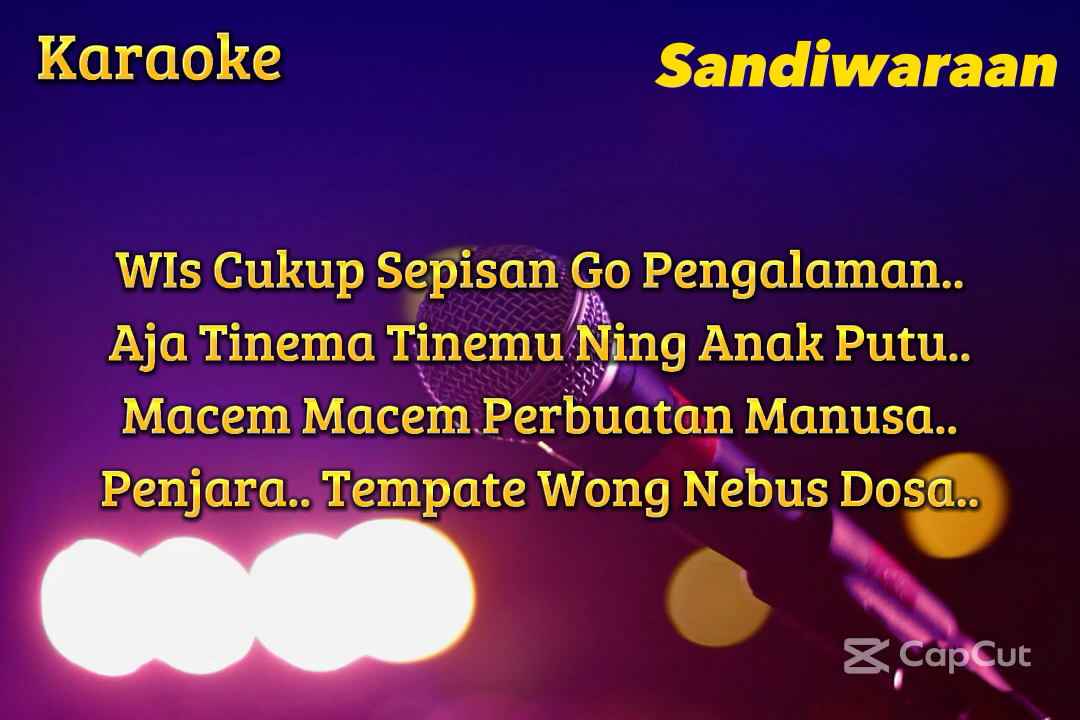 Karaoke
Sandiwaraan
WIs Cukup Sepisan Go Pengalaman..
Aja Tinema Tinemu Ning Anak Putu..
Macem Macem Perbuatan Manusa..
Penjara.. Tempate Wong Nebus Dosa..
CapCut